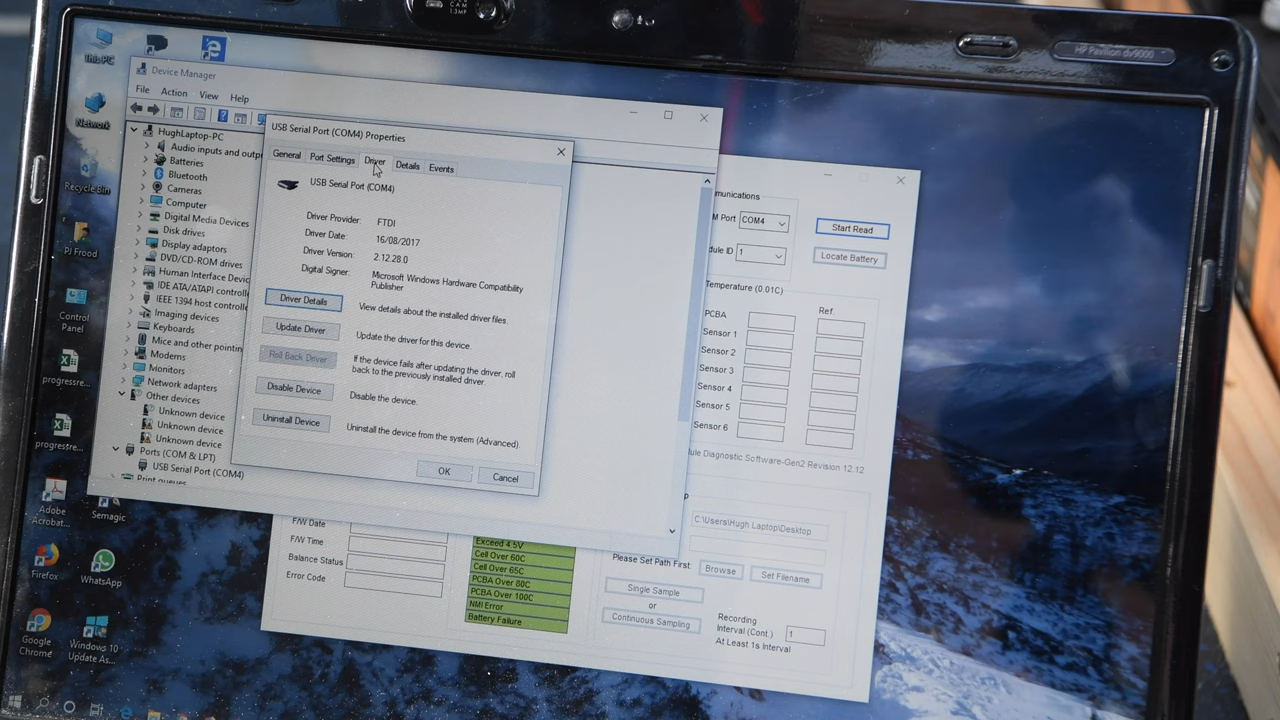 CAM
1.3MP
HP Pavilion dv9000
This PC
Network
Recycle Bin
PJ Frood
Control
Panel
progressre...
progressre...
Adobe
Acrobat...
Semagic
Firefox
WhatsApp
Google
Chrome
Windows 10
Update As...
Device Manager
File Action View Help
HughLaptop-PC
Audio inputs and outpu
Batteries
Bluetooth
Cameras
Computer
Digital Media Devices
Disk drives
Display adaptors
DVD/CD-ROM drives
Human Interface Devic
IDE ATA/ATAPI controlle
IEEE 1394 host controll
Imaging devices
Keyboards
Mice and other pointin
Modems
Monitors
Network adapters
Other devices
Unknown device
Unknown device
Unknown device
Ports (COM & LPT)
USB Serial Port (COM4)
Print queues
USB Serial Port (COM4) Properties
General Port Settings Driver Details Events
USB Serial Port (COM4)
Driver Provider: FTDI
Driver Date: 16/08/2017
Driver Version: 2.12.28.0
Digital Signer: Microsoft Windows Hardware Compatibility
Publisher
Driver Details View details about the installed driver files.
Update Driver Update the driver for this device.
Roll Back Driver If the device fails after updating the driver, roll
back to the previously installed driver.
Disable Device Disable the device.
Uninstall Device Uninstall the device from the system (Advanced).
OK Cancel
munications
M Port COM4 Start Read
dule ID 1 Locate Battery
Temperature (0.01C)
PCBA Ref.
Sensor 1
Sensor 2
Sensor 3
Sensor 4
Sensor 5
Sensor 6
dule Diagnostic Software-Gen2 Revision 12.12
p
C:\Users\Hugh Laptop\Desktop
Please Set Path First: Browse Set Filename
Single Sample
or
Continuous Sampling
Recording
Interval (Cont.) 1
At Least 1s Interval
F/W Date
F/W Time
Balance Status
Error Code
Exceed 4.5V
Cell Over 60C
Cell Over 65C
PCBA Over 80C
PCBA Over 100C
NMI Error
Battery Failure